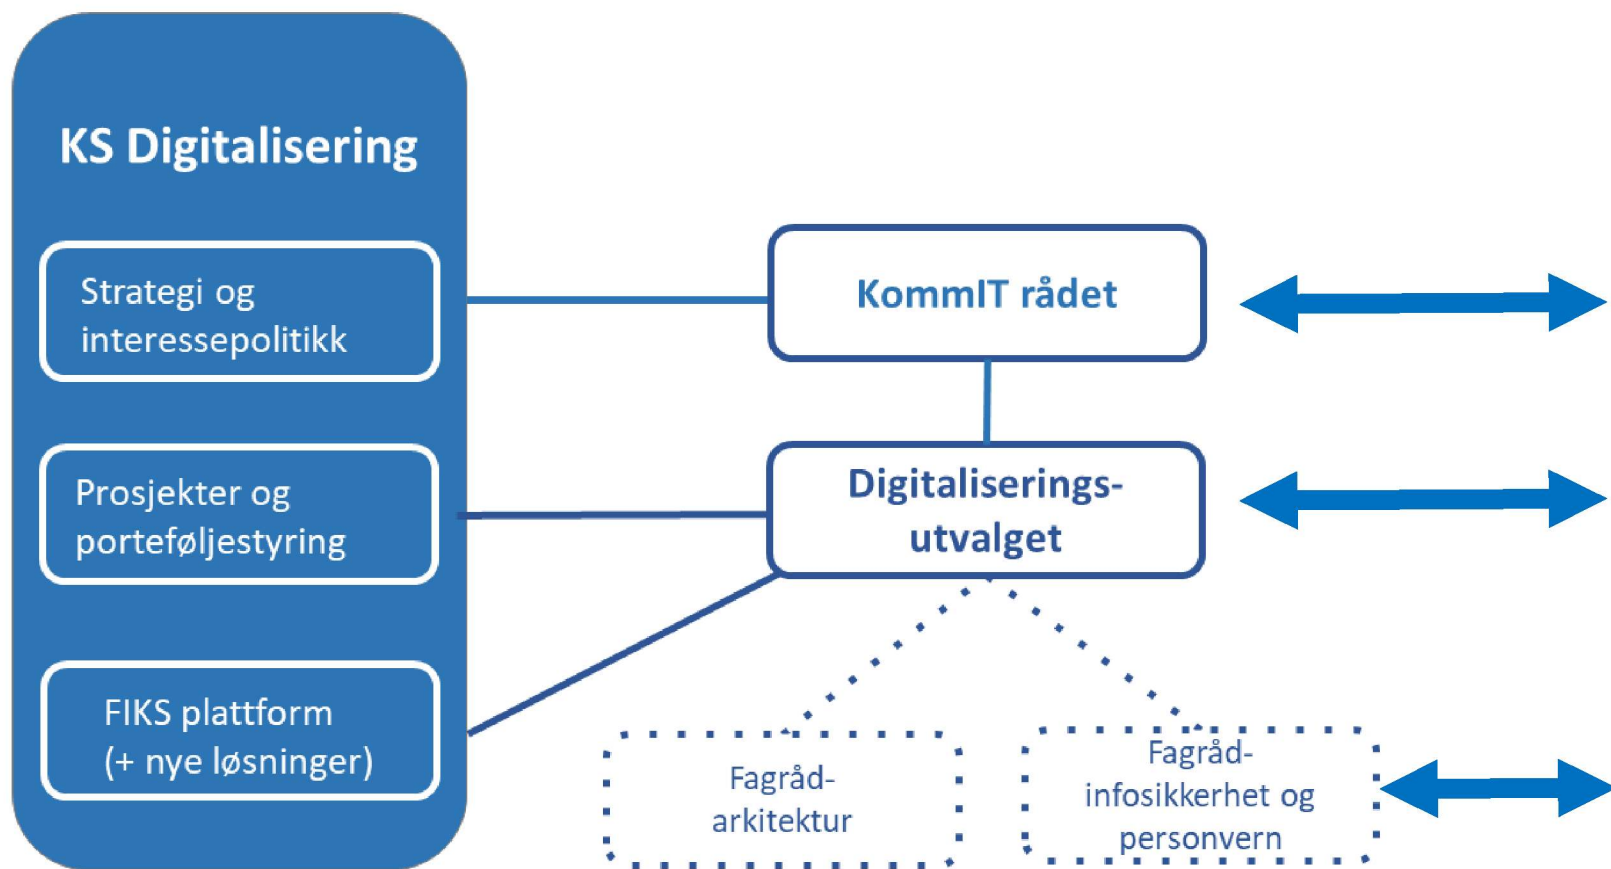 KS Digitalisering
Strategi og
interessepolitikk
KommIT rådet
Prosjekter og
porteføljestyring
Digitaliserings-
utvalget
FIKS plattform
(+ nye løsninger)
Fagråd-
arkitektur
Fagråd-
infosikkerhet og
personvern